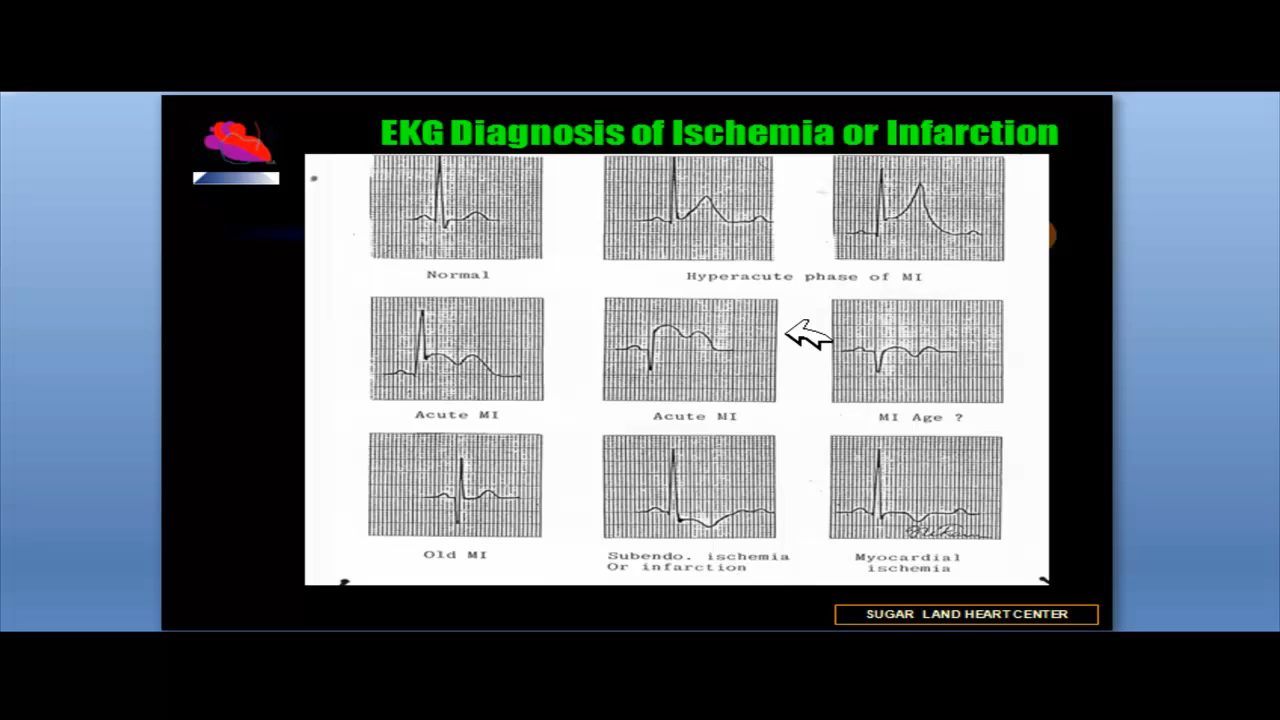 EKG Diagnosis of Ischemia or Infarction
Normal
Hyperacute phase of MI
Acute MI
Acute MI
MI Age ?
Old MI
Subendo. ischemia
Or infarction
Myocardial
ischemia
SUGAR LAND HEART CENTER